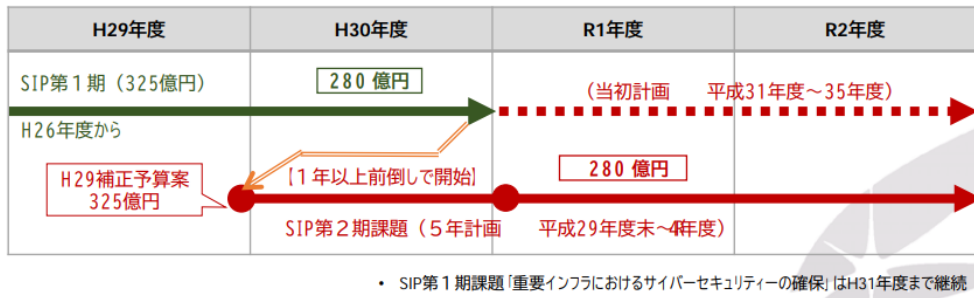 H29年度 H30年度 R1年度 R2年度
SIP第1期（325億円） 280 億円
（当初計画 平成31年度～35年度）
H26年度から
H29補正予算案
325億円
【1年以上前倒しで開始】
280 億円
SIP第2期課題（5年計画 平成29年度末～R4年度）
• SIP第1期課題「重要インフラにおけるサイバーセキュリティーの確保」はH31年度まで継続